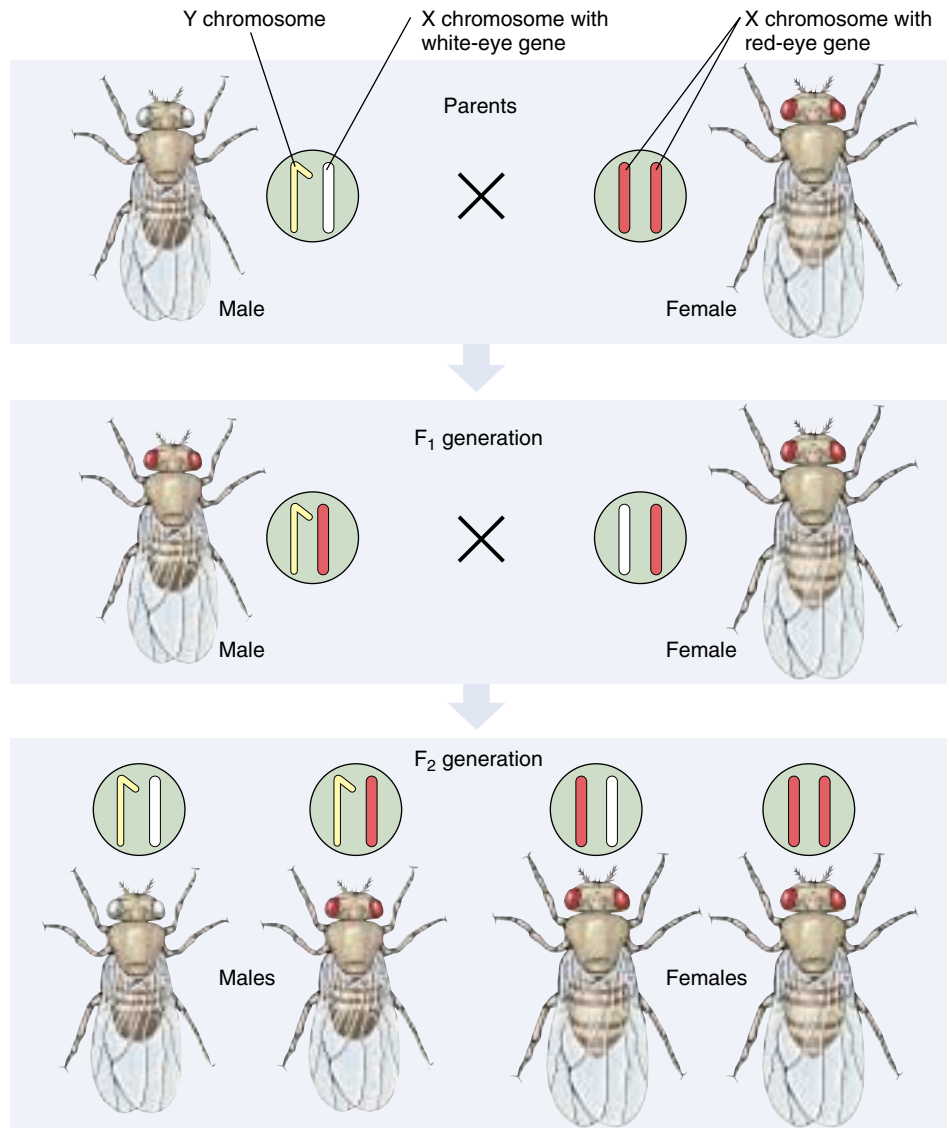 Y chromosome
X chromosome with
white-eye gene
X chromosome with
red-eye gene
Parents
Male
Female
F1 generation
Male
Female
F2 generation
Males
Females